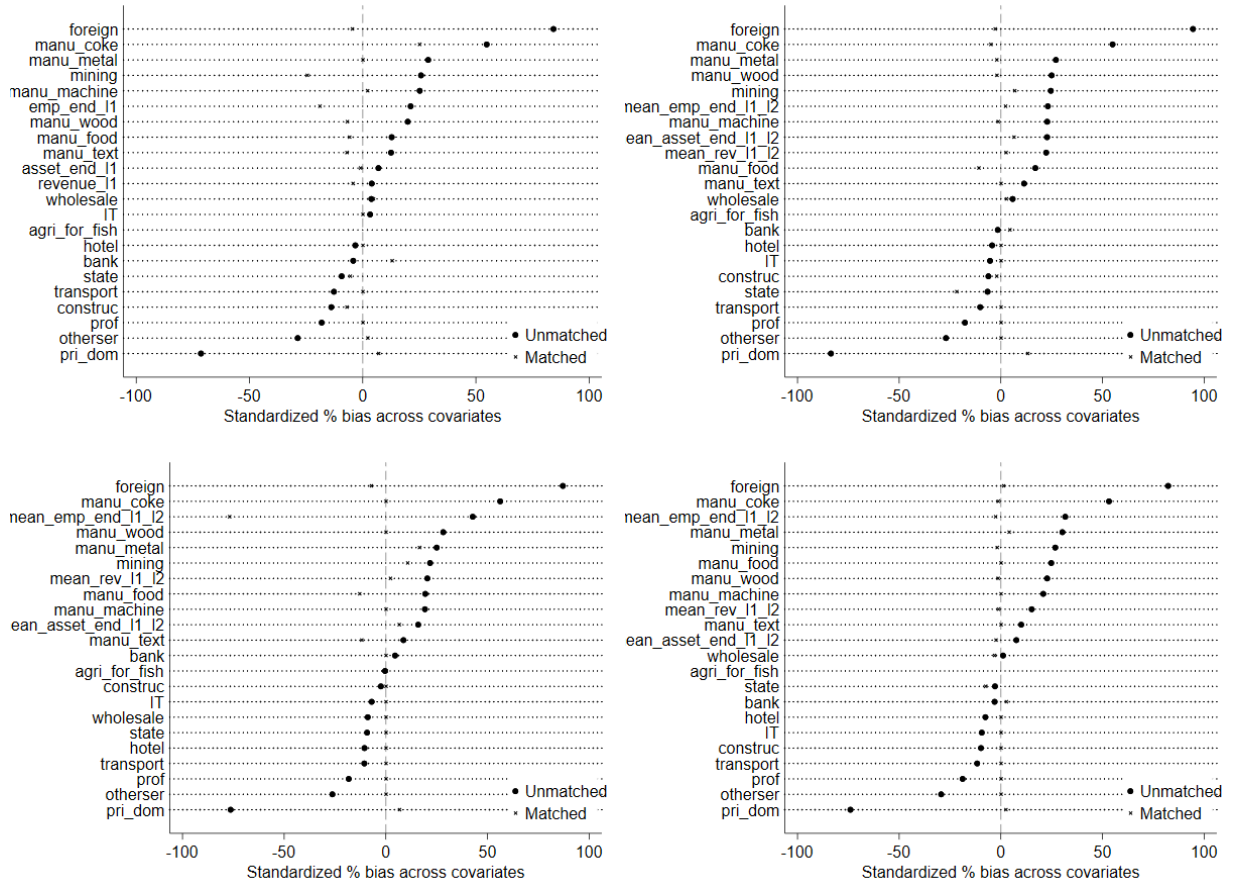 foreign
manu_coke
manu_metal
mining
manu_machine
emp_end_l1
manu_wood
manu_food
manu_text
asset_end_l1
revenue_l1
wholesale
IT
agri_for_fish
hotel
bank
state
transport
construc
prof
otherser
pri_dom
Unmatched
Matched
-100 -50 0 50 100
Standardized % bias across covariates
foreign
manu_coke
manu_metal
manu_wood
mining
mean_emp_end_l1_l2
manu_machine
ean_asset_end_l1_l2
mean_rev_l1_l2
manu_food
manu_text
wholesale
agri_for_fish
bank
hotel
IT
construc
state
transport
prof
otherser
pri_dom
Unmatched
Matched
-100 -50 0 50 100
Standardized % bias across covariates
foreign
manu_coke
mean_emp_end_l1_l2
manu_wood
manu_metal
mining
mean_rev_l1_l2
manu_food
manu_machine
ean_asset_end_l1_l2
manu_text
bank
agri_for_fish
construc
IT
wholesale
state
hotel
transport
prof
otherser
pri_dom
Unmatched
Matched
-100 -50 0 50 100
Standardized % bias across covariates
foreign
manu_coke
mean_emp_end_l1_l2
manu_metal
mining
manu_food
manu_wood
manu_machine
mean_rev_l1_l2
manu_text
ean_asset_end_l1_l2
wholesale
agri_for_fish
state
bank
hotel
IT
construc
transport
prof
otherser
pri_dom
Unmatched
Matched
-100 -50 0 50 100
Standardized % bias across covariates